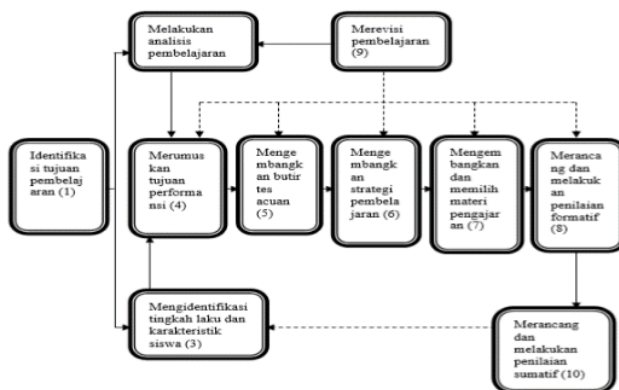 Melakukan
analisis
pembelajaran
Merevisi
pembelajaran
(9)
Identifika
si tujuan
pembelaj
aran (1)
Merumus
kan
tujuan
performa
nsi (4)
Menge
mbangk
an butir
tes
acuan
(5)
Menge
mbangk
an
strategi
pembela
jaran (6)
Mengem
bangkan
dan
memilih
materi
pengajar
an (7)
Meranca
ng dan
melakuk
an
penilaian
formatif
(8)
Mengidentifikasi
tingkah laku dan
karakteristik
siswa (3)
Merancang
dan
melakukan
penilaian
sumatif (10)